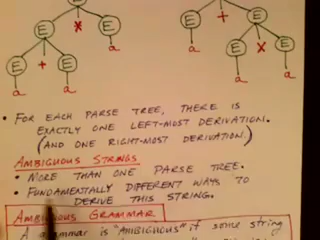 E
*
E
a
E
+
E
a
a
+
E
E
a
E
×
E
a
a
• FOR EACH PARSE TREE, THERE IS
EXACTLY ONE LEFT-MOST DERIVATION.
(AND ONE RIGHT-MOST DERIVATION.)
AMBIGUOUS STRINGS
• MORE THAN ONE PARSE TREE.
• FUNDAMENTALLY DIFFERENT WAYS TO
DERIVE THIS STRING.
AMBIGUOUS GRAMMAR
A grammar is "AMBIGUOUS" if some string